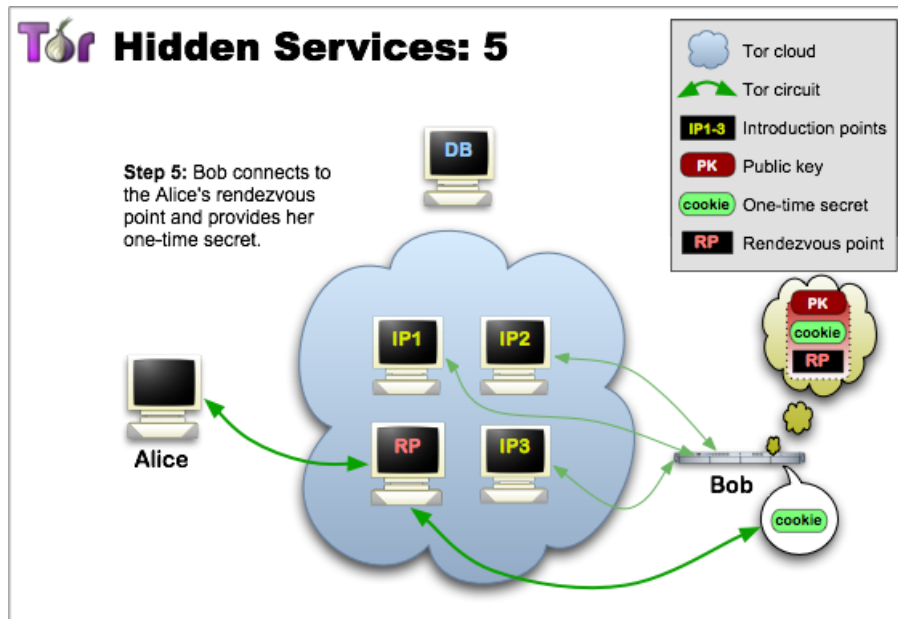 Tor Hidden Services: 5
Tor cloud
Tor circuit
IP1-3 Introduction points
PK Public key
cookie One-time secret
RP Rendezvous point
DB
Step 5: Bob connects to
the Alice's rendezvous
point and provides her
one-time secret.
PK
cookie
RP
IP1 IP2
RP IP3
Alice
Bob
cookie